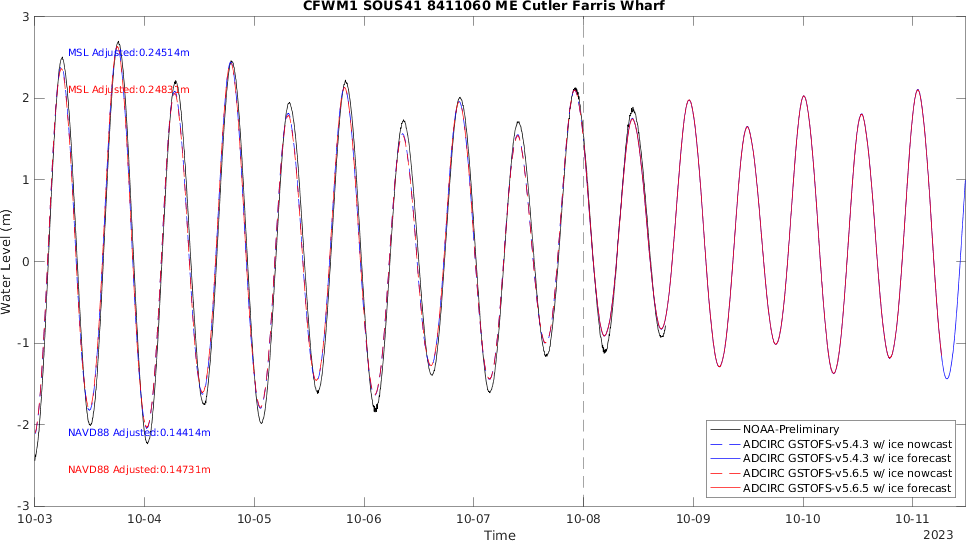 CFWM1 SOUS41 8411060 ME Cutler Farris Wharf
3
2
1
0
-1
-2
-3
Water Level (m)
MSL Adjusted:0.24514m
MSL Adjusted:0.24831m
NAVD88 Adjusted:0.14414m
NAVD88 Adjusted:0.14731m
NOAA-Preliminary
ADCIRC GSTOFS-v5.4.3 w/ ice nowcast
ADCIRC GSTOFS-v5.4.3 w/ ice forecast
ADCIRC GSTOFS-v5.6.5 w/ ice nowcast
ADCIRC GSTOFS-v5.6.5 w/ ice forecast
10-03 10-04 10-05 10-06 10-07 10-08 10-09 10-10 10-11
Time
2023